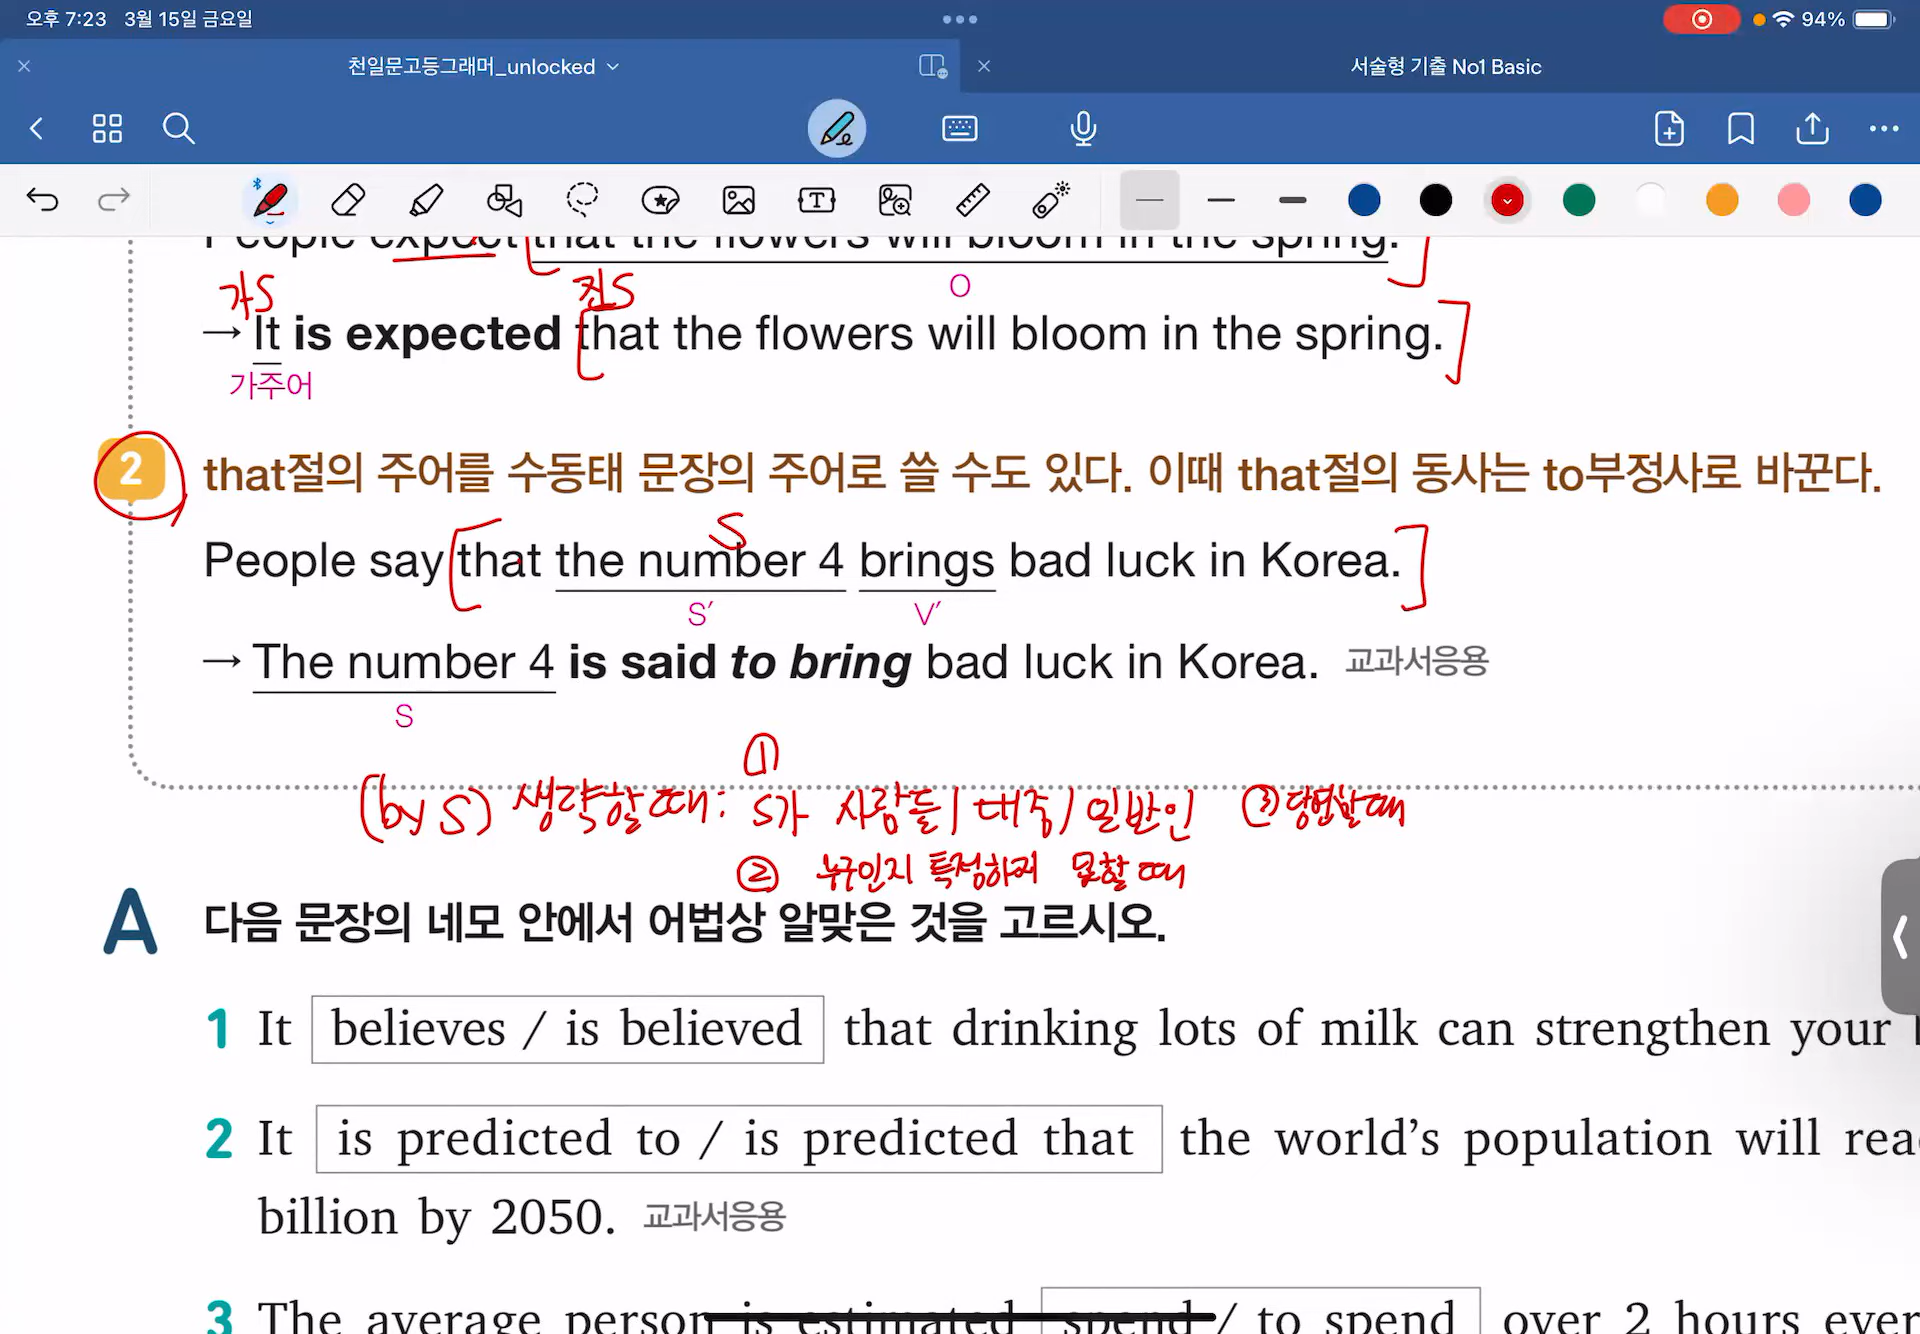 오후 7:23 3월 15일 금요일
94%
천일문고등그래머_unlocked
서술형 기출 No1 Basic
People expect that the flowers will bloom in the spring.
O
가S 진S
→ It is expected that the flowers will bloom in the spring.
가주어
2 that절의 주어를 수동태 문장의 주어로 쓸 수도 있다. 이때 that절의 동사는 to부정사로 바꾼다.
S
People say that the number 4 brings bad luck in Korea.
S′ V′
→ The number 4 is said to bring bad luck in Korea. 교과서응용
S
①
(by S) 생략할 때: S가 사람들/대중/일반인 ③ 당연할 때
② 누구인지 특정하지 못할 때
A 다음 문장의 네모 안에서 어법상 알맞은 것을 고르시오.
1 It believes / is believed that drinking lots of milk can strengthen your
2 It is predicted to / is predicted that the world's population will rea
billion by 2050. 교과서응용
3 The average person is estimated spend / to spend over 2 hours ever